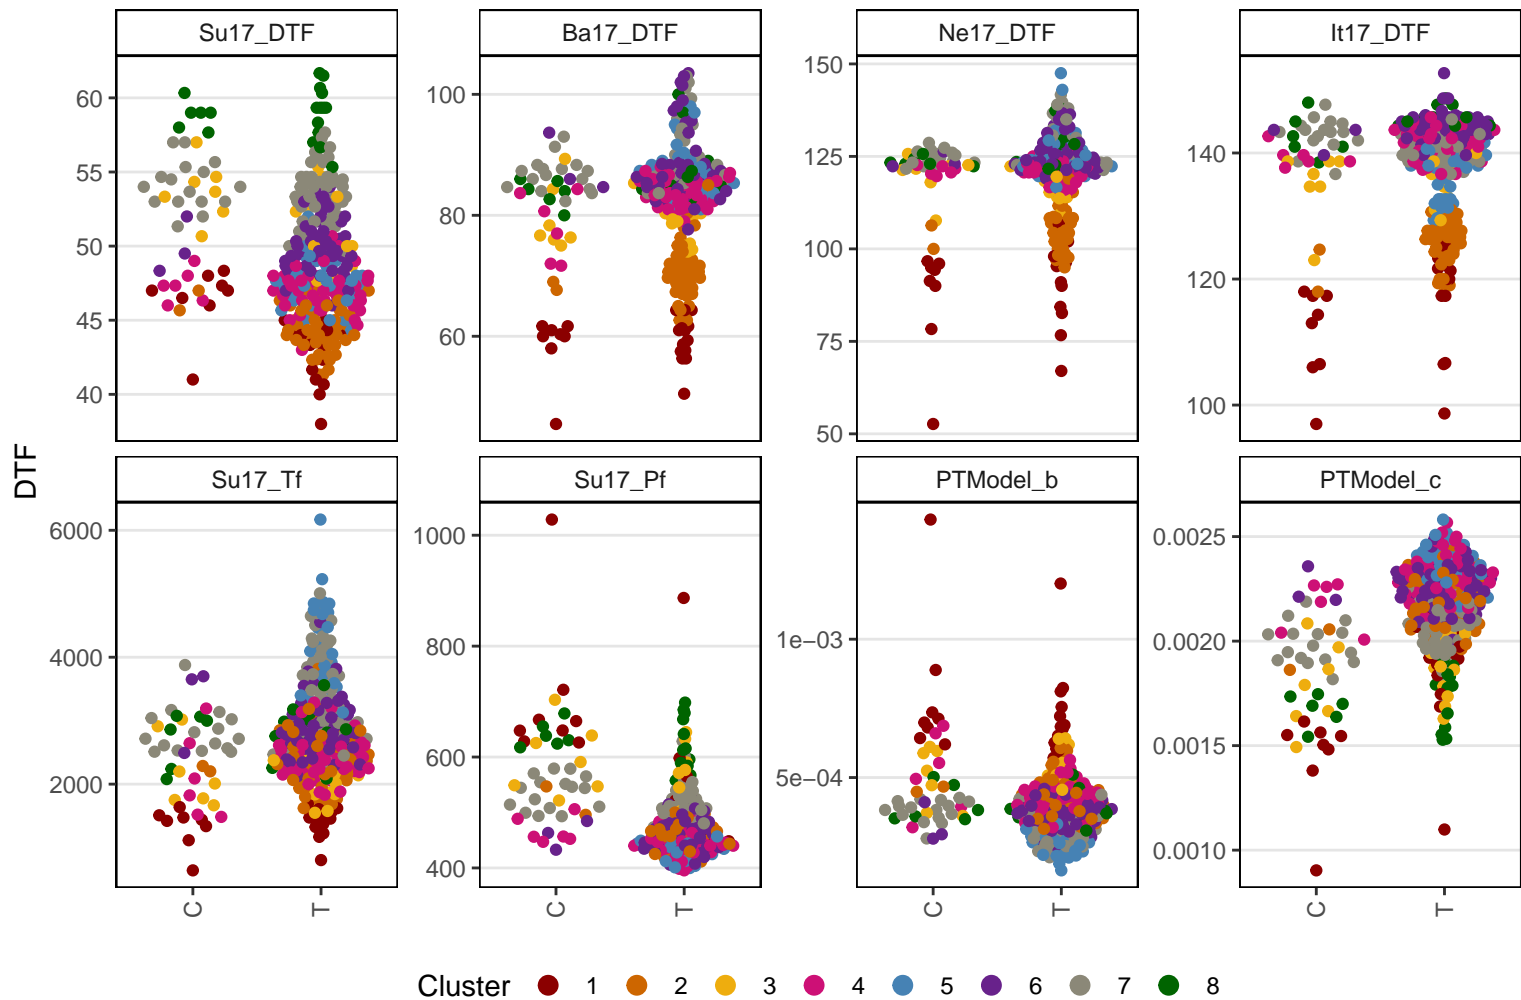 Su17_DTF Ba17_DTF Ne17_DTF It17_DTF
60 100 150 140
55 125
50 80 100 120
45 75
40 60 50 100
DTF
Su17_Tf Su17_Pf PTModel_b PTModel_c
6000 1000 0.0025
4000 800 1e−03 0.0020
600 5e−04 0.0015
2000 400 0.0010
C T C T C T C T
Cluster 1 2 3 4 5 6 7 8